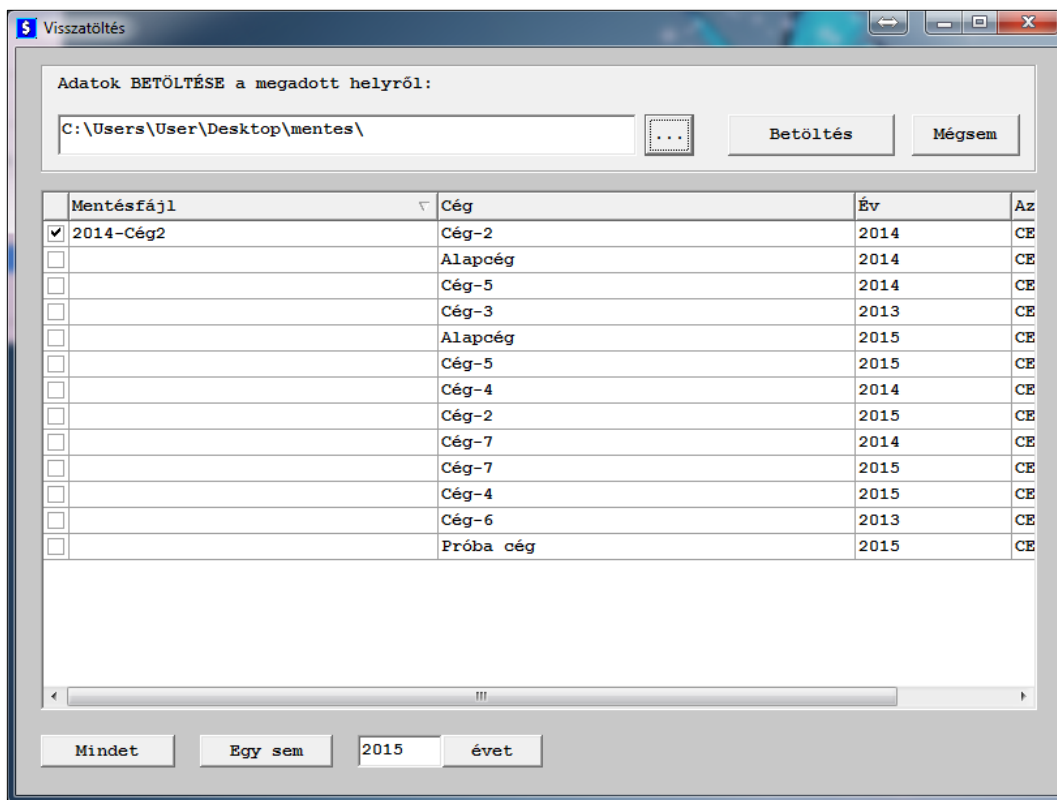 Visszatöltés
Adatok BETÖLTÉSE a megadott helyről:
C:\Users\User\Desktop\mentes\ ... Betöltés Mégsem
Mentésfájl Cég Év Az
2014-Cég2 Cég-2 2014 CE
Alapcég 2014 CE
Cég-5 2014 CE
Cég-3 2013 CE
Alapcég 2015 CE
Cég-5 2015 CE
Cég-4 2014 CE
Cég-2 2015 CE
Cég-7 2014 CE
Cég-7 2015 CE
Cég-4 2015 CE
Cég-6 2013 CE
Próba cég 2015 CE
Mindet Egy sem 2015 évet